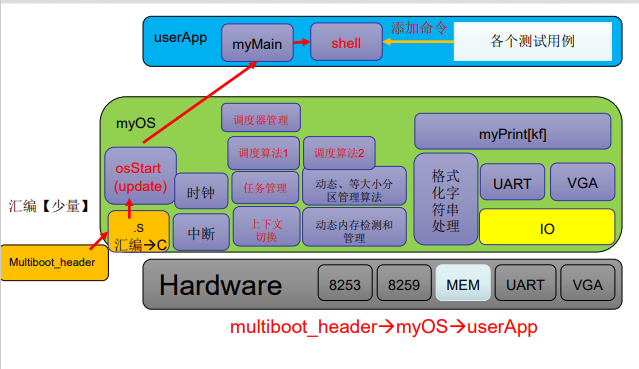 userApp
myMain
shell
添加命令
各个测试用例
myOS
调度器管理
myPrint[kf]
调度算法1
调度算法2
osStart
(update)
时钟
任务管理
动态、等大小分
区管理算法
格式
化字
符串
处理
UART
VGA
汇编【少量】
.S
汇编→C
中断
上下文
切换
动态内存检测和
管理
IO
Multiboot_header
Hardware
8253
8259
MEM
UART
VGA
multiboot_header→myOS→userApp